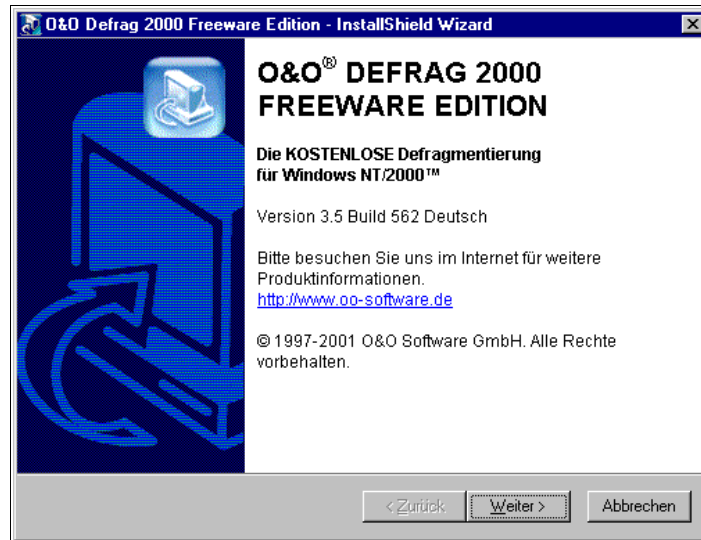 O&O Defrag 2000 Freeware Edition - InstallShield Wizard
O&O® DEFRAG 2000
FREEWARE EDITION
Die KOSTENLOSE Defragmentierung
für Windows NT/2000™
Version 3.5 Build 562 Deutsch
Bitte besuchen Sie uns im Internet für weitere
Produktinformationen.
http://www.oo-software.de
© 1997-2001 O&O Software GmbH. Alle Rechte
vorbehalten.
< Zurück Weiter > Abbrechen